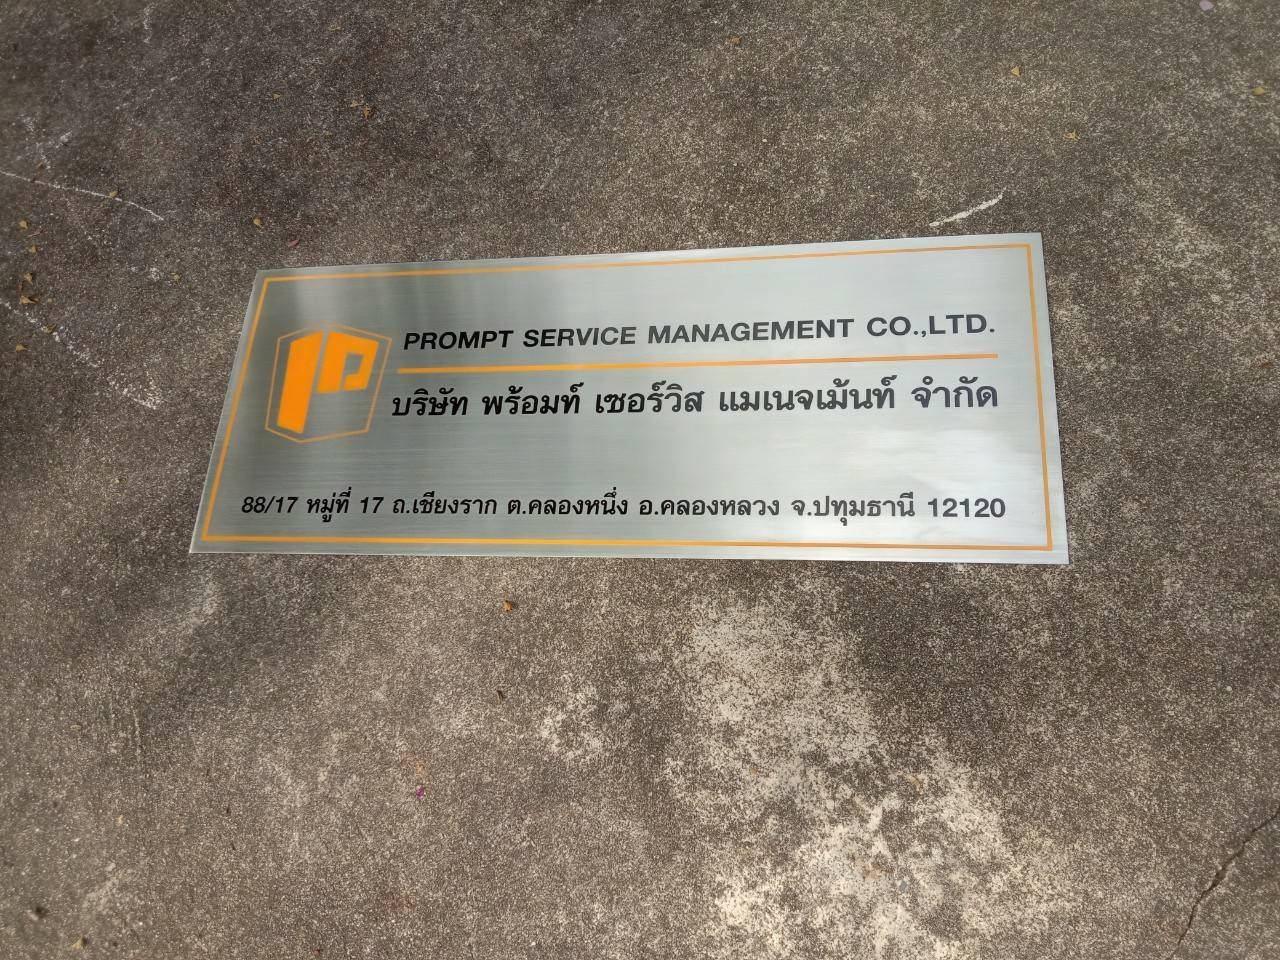 PROMPT SERVICE MANAGEMENT CO.,LTD.
บริษัท พร้อมท์ เซอร์วิส แมเนจเม้นท์ จำกัด
88/17 หมู่ที่ 17 ถ.เชียงราก ต.คลองหนึ่ง อ.คลองหลวง จ.ปทุมธานี 12120